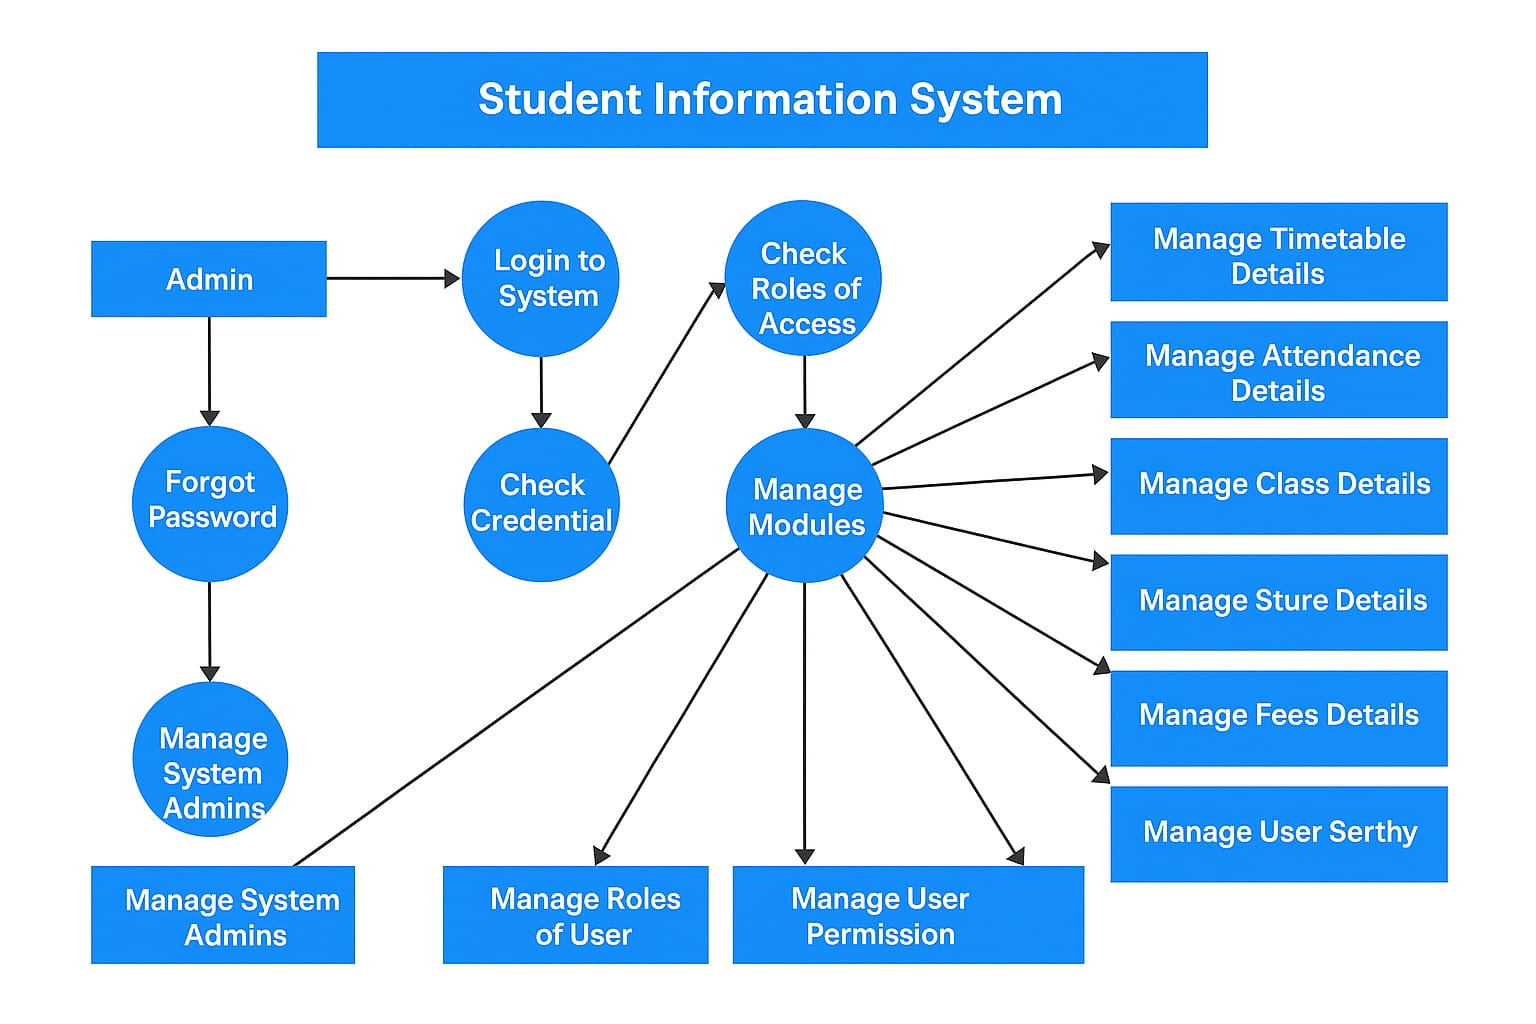 Student Information System
Admin
Login to
System
Check
Roles of
Access
Manage Timetable
Details
Manage Attendance
Details
Forgot
Password
Check
Credential
Manage
Modules
Manage Class Details
Manage Sture Details
Manage Fees Details
Manage User Serthy
Manage
System
Admins
Manage System
Admins
Manage Roles
of User
Manage User
Permission